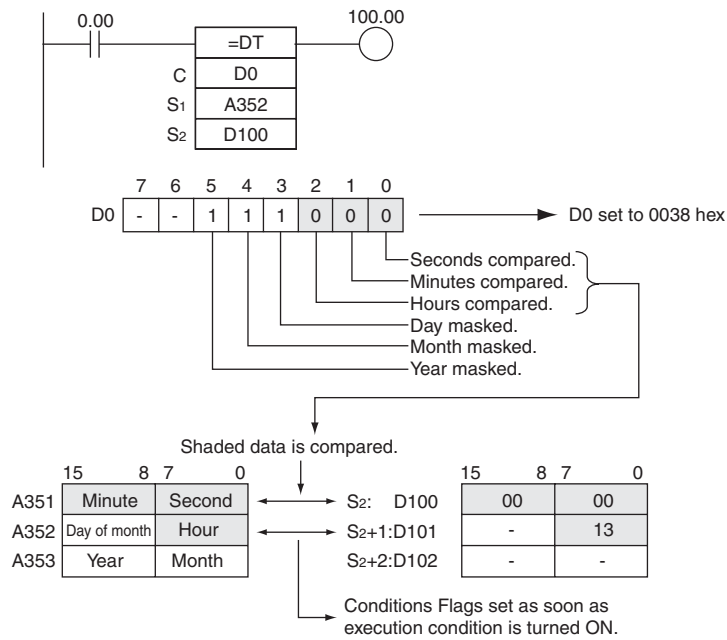 0.00 100.00
=DT
C D0
S1 A352
S2 D100
7 6 5 4 3 2 1 0
D0 - - 1 1 1 0 0 0 D0 set to 0038 hex
Seconds compared.
Minutes compared.
Hours compared.
Day masked.
Month masked.
Year masked.
Shaded data is compared.
15 8 7 0 15 8 7 0
A351 Minute Second S2: D100 00 00
A352 Day of month Hour S2+1:D101 - 13
A353 Year Month S2+2:D102 - -
Conditions Flags set as soon as
execution condition is turned ON.